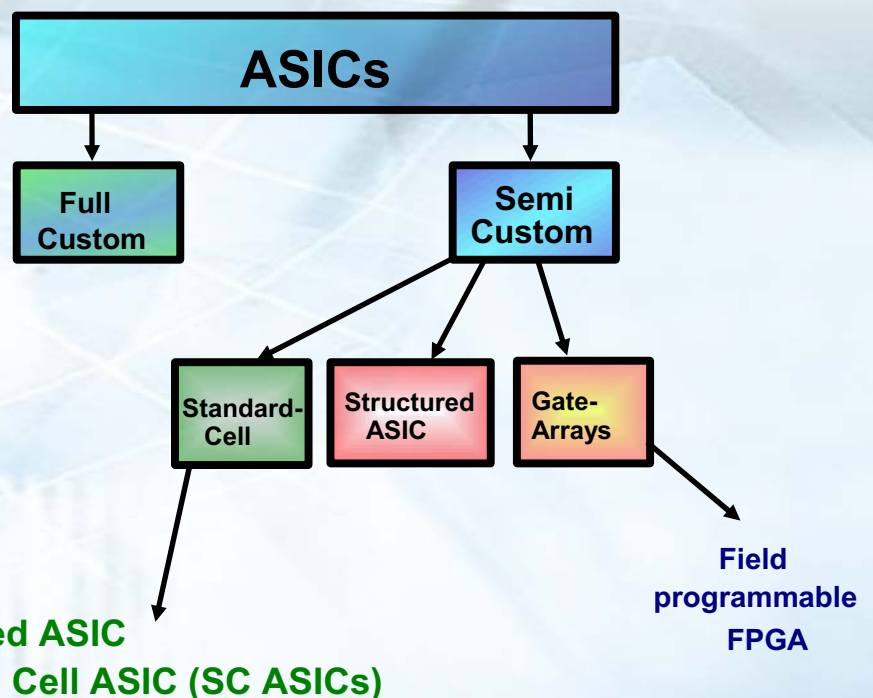 ASICs
Full
Custom
Semi
Custom
Standard-
Cell
Structured
ASIC
Gate-
Arrays
Field
programmable
FPGA
ASIC
Cell ASIC (SC ASICs)